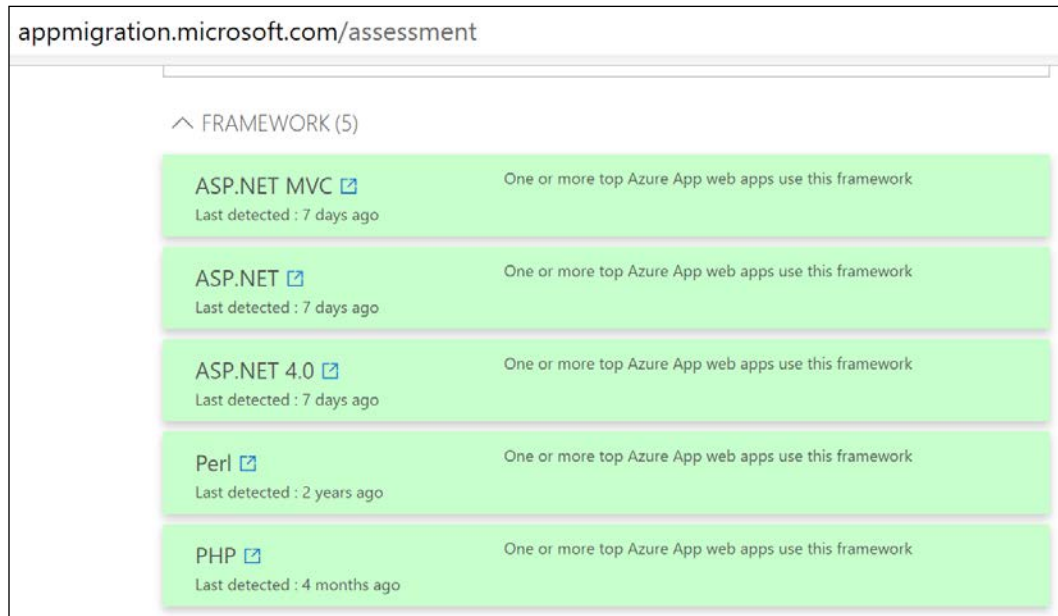 appmigration.microsoft.com/assessment
FRAMEWORK (5)
ASP.NET MVC
One or more top Azure App web apps use this framework
Last detected : 7 days ago
ASP.NET
One or more top Azure App web apps use this framework
Last detected : 7 days ago
ASP.NET 4.0
One or more top Azure App web apps use this framework
Last detected : 7 days ago
Perl
One or more top Azure App web apps use this framework
Last detected : 2 years ago
PHP
One or more top Azure App web apps use this framework
Last detected : 4 months ago